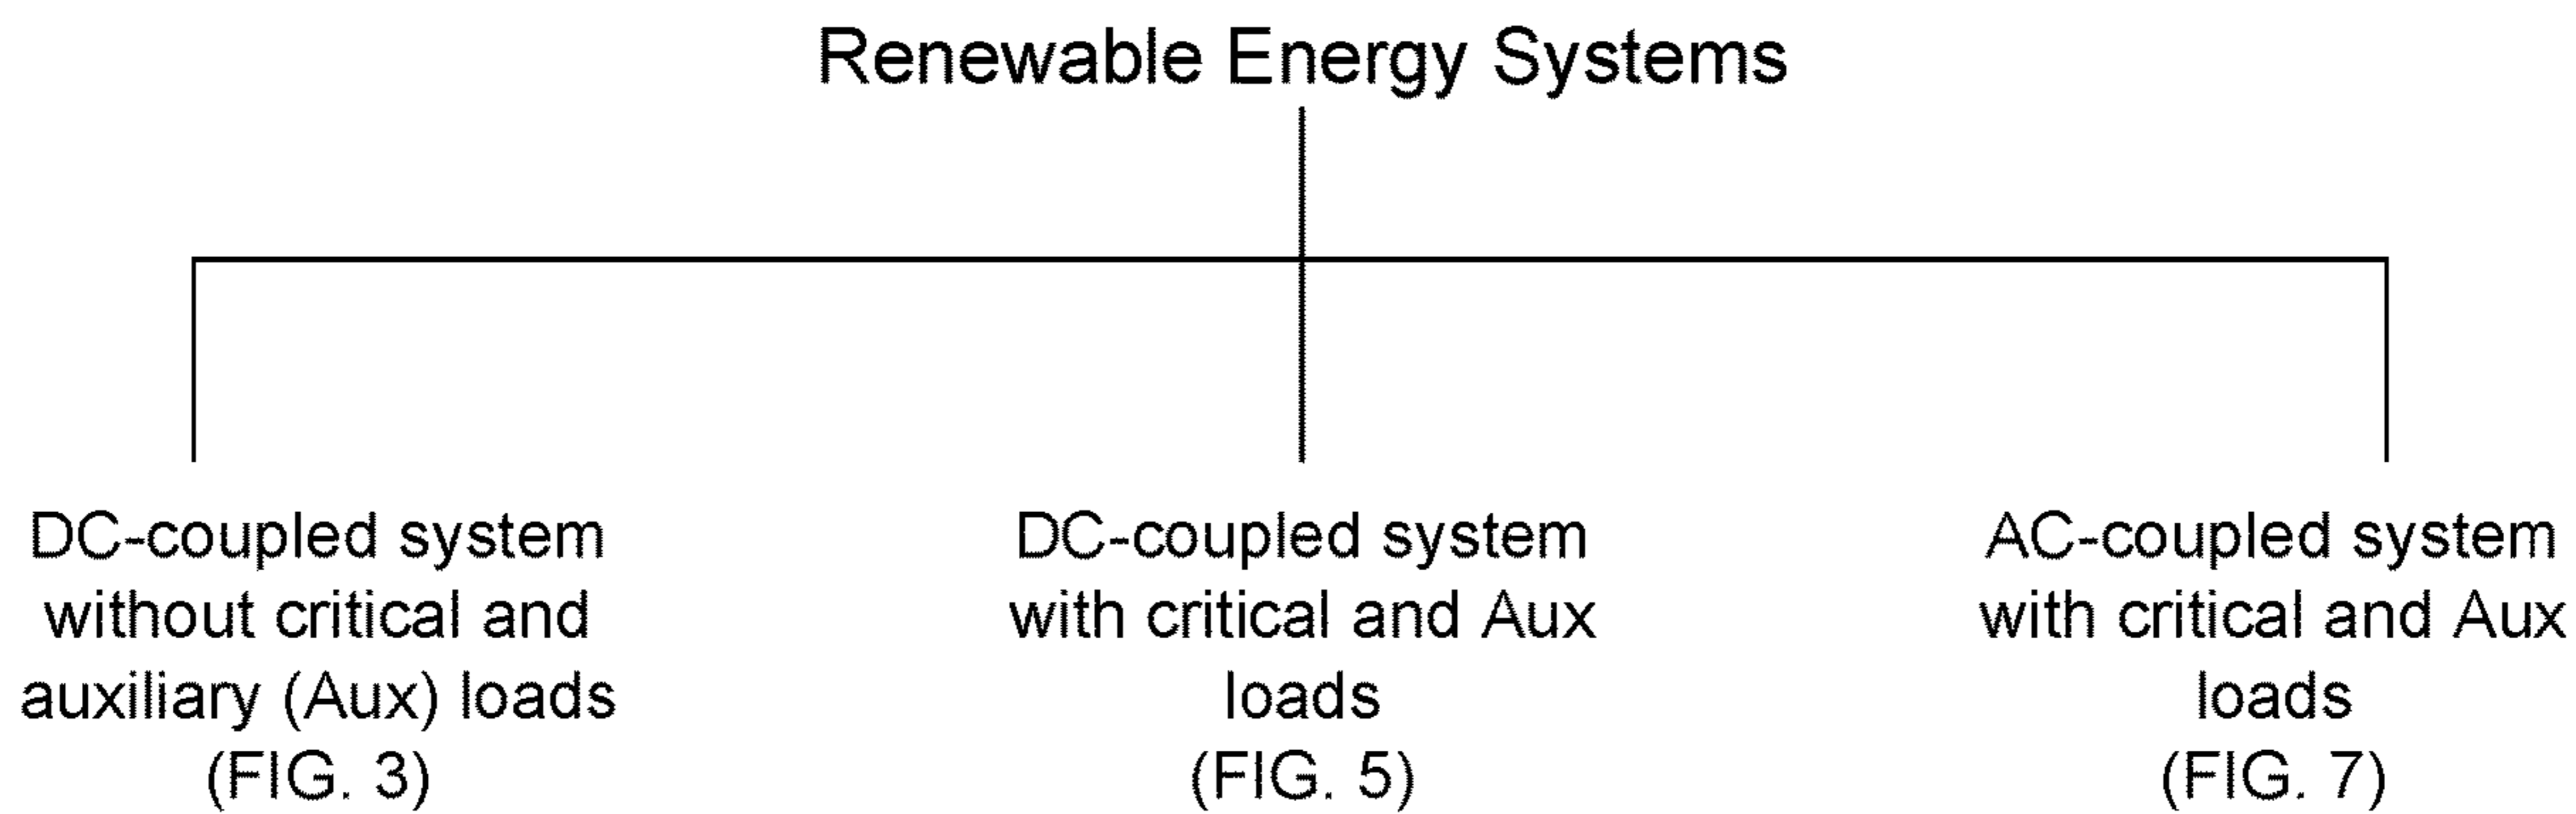 Renewable Energy Systems
DC-coupled system
without critical and
auxiliary (Aux) loads
(FIG. 3)
DC-coupled system
with critical and Aux
loads
(FIG. 5)
AC-coupled system
with critical and Aux
loads
(FIG. 7)